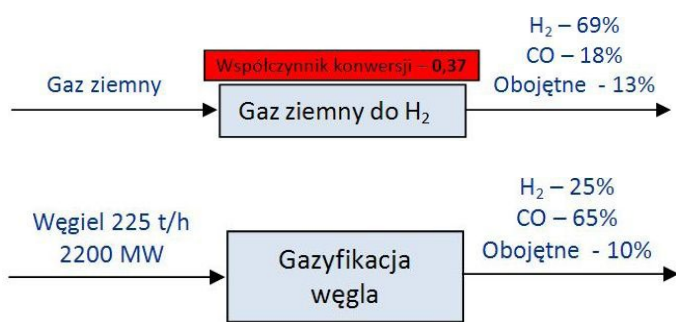 H₂ – 69%
CO – 18%
Obojętne - 13%
Współczynnik konwersji – 0,37
Gaz ziemny
Gaz ziemny do H₂
H₂ – 25%
CO – 65%
Obojętne - 10%
Węgiel 225 t/h
2200 MW
Gazyfikacja
węgla